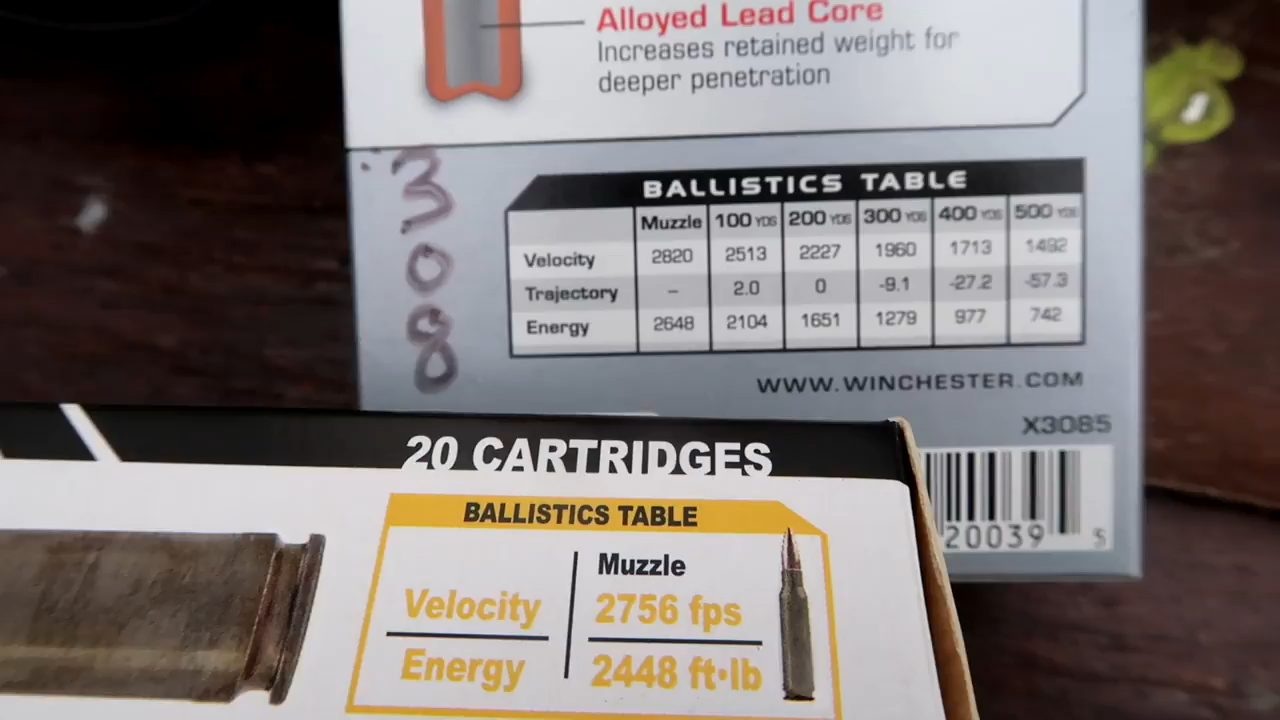 Alloyed Lead Core
Increases retained weight for
deeper penetration
308
BALLISTICS TABLE
Muzzle 100 YDS 200 YDS 300 YDS 400 YDS 500 YDS
Velocity 2820 2513 2227 1960 1713 1492
Trajectory – 2.0 0 -9.1 -27.2 -57.3
Energy 2648 2104 1651 1279 977 742
WWW.WINCHESTER.COM
X3085
20039 5
20 CARTRIDGES
BALLISTICS TABLE
Muzzle
Velocity 2756 fps
Energy 2448 ft•lb